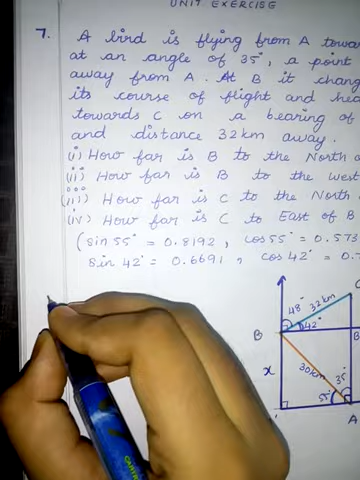 UNIT EXERCISE
7. A bird is flying from A towar
at an angle of 35°, a point
away from A. At B it chang
its course of flight and hea
towards C on a bearing of
and distance 32 km away.
(i) How far is B to the North o
(ii) How far is B to the West
(iii) How far is C to the North
(iv) How far is C to East of B
(sin 55° = 0.8192, cos 55° = 0.573
sin 42° = 0.6691, cos 42° = 0.7
C
48° 32km
42°
B B
x 30km 35°
55°
A